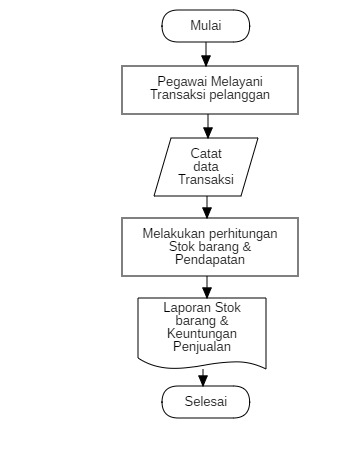 Mulai
Pegawai Melayani
Transaksi pelanggan
Catat
data
Transaksi
Melakukan perhitungan
Stok barang &
Pendapatan
Laporan Stok
barang &
Keuntungan
Penjualan
Selesai